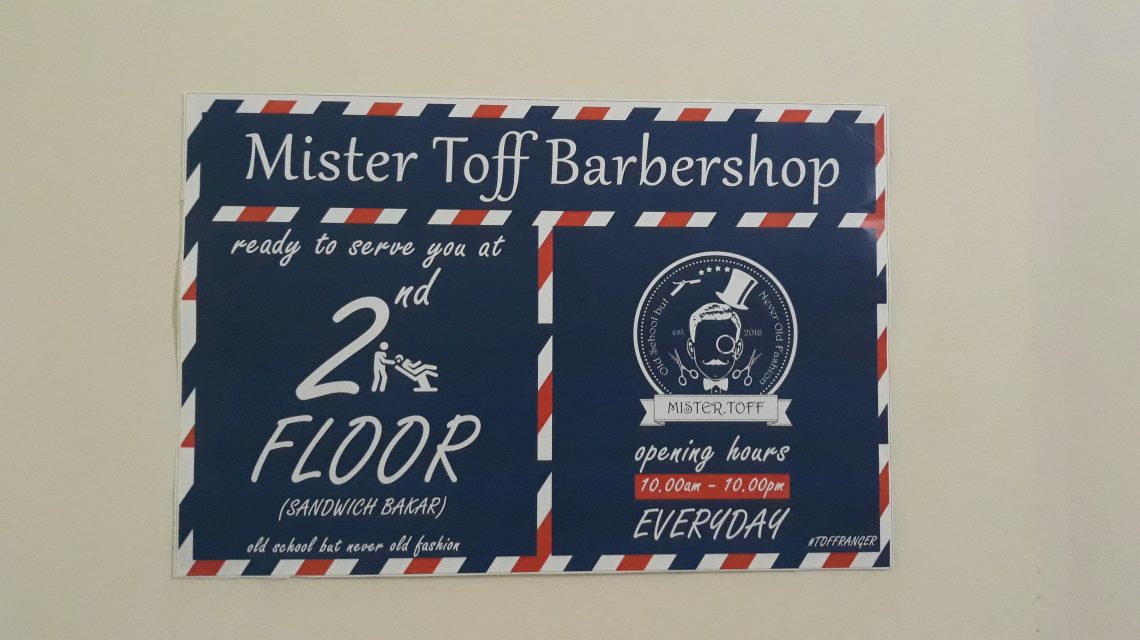 Mister Toff Barbershop
ready to serve you at
2nd
FLOOR
(SANDWICH BAKAR)
old school but never old fashion
Old School but Never Old Fashion
est. 2016
MISTER.TOFF
opening hours
10.00am - 10.00pm
EVERYDAY
#TOFFRANGER